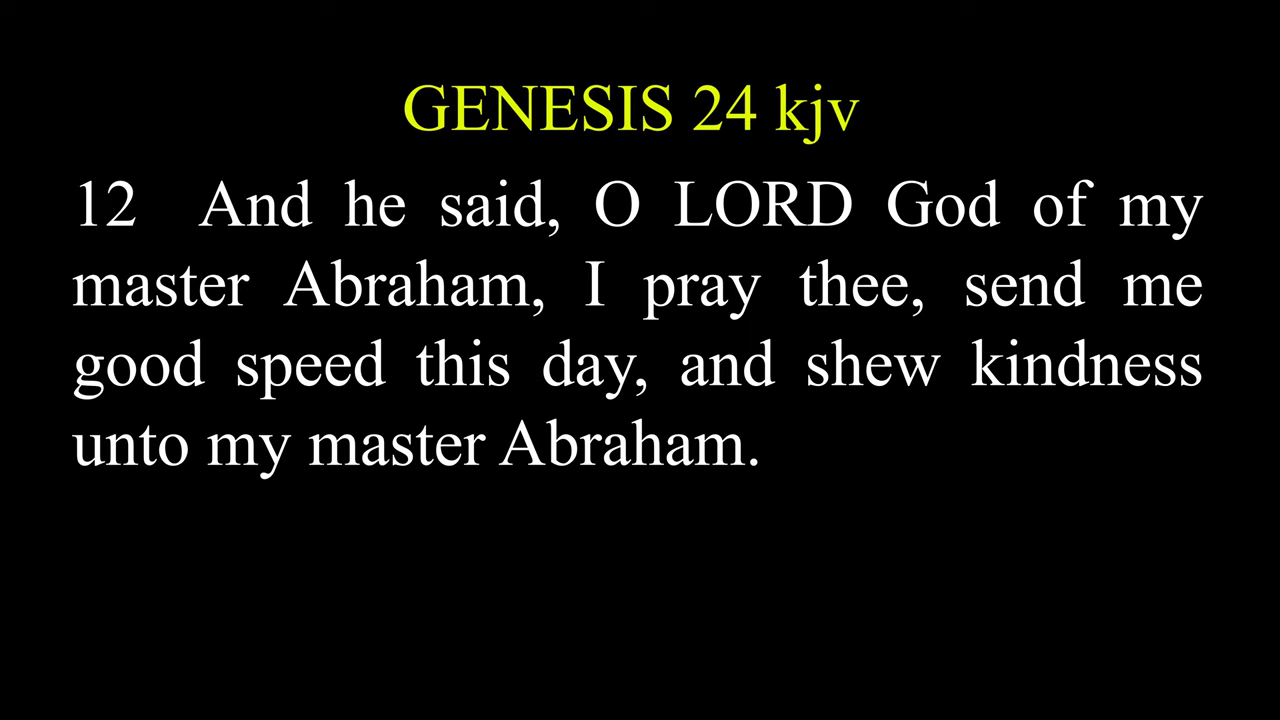 GENESIS 24 kjv
12 And he said, O LORD God of my
master Abraham, I pray thee, send me
good speed this day, and shew kindness
unto my master Abraham.